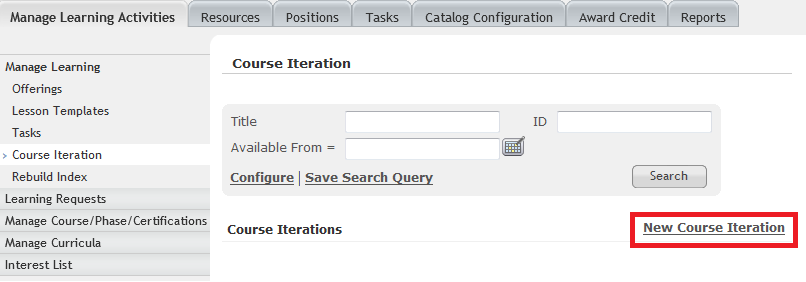 Manage Learning Activities Resources Positions Tasks Catalog Configuration Award Credit Reports
Manage Learning
Offerings
Lesson Templates
Tasks
› Course Iteration
Rebuild Index
Learning Requests
Manage Course/Phase/Certifications
Manage Curricula
Interest List
Course Iteration
Title ID
Available From =
Configure | Save Search Query Search
Course Iterations New Course Iteration